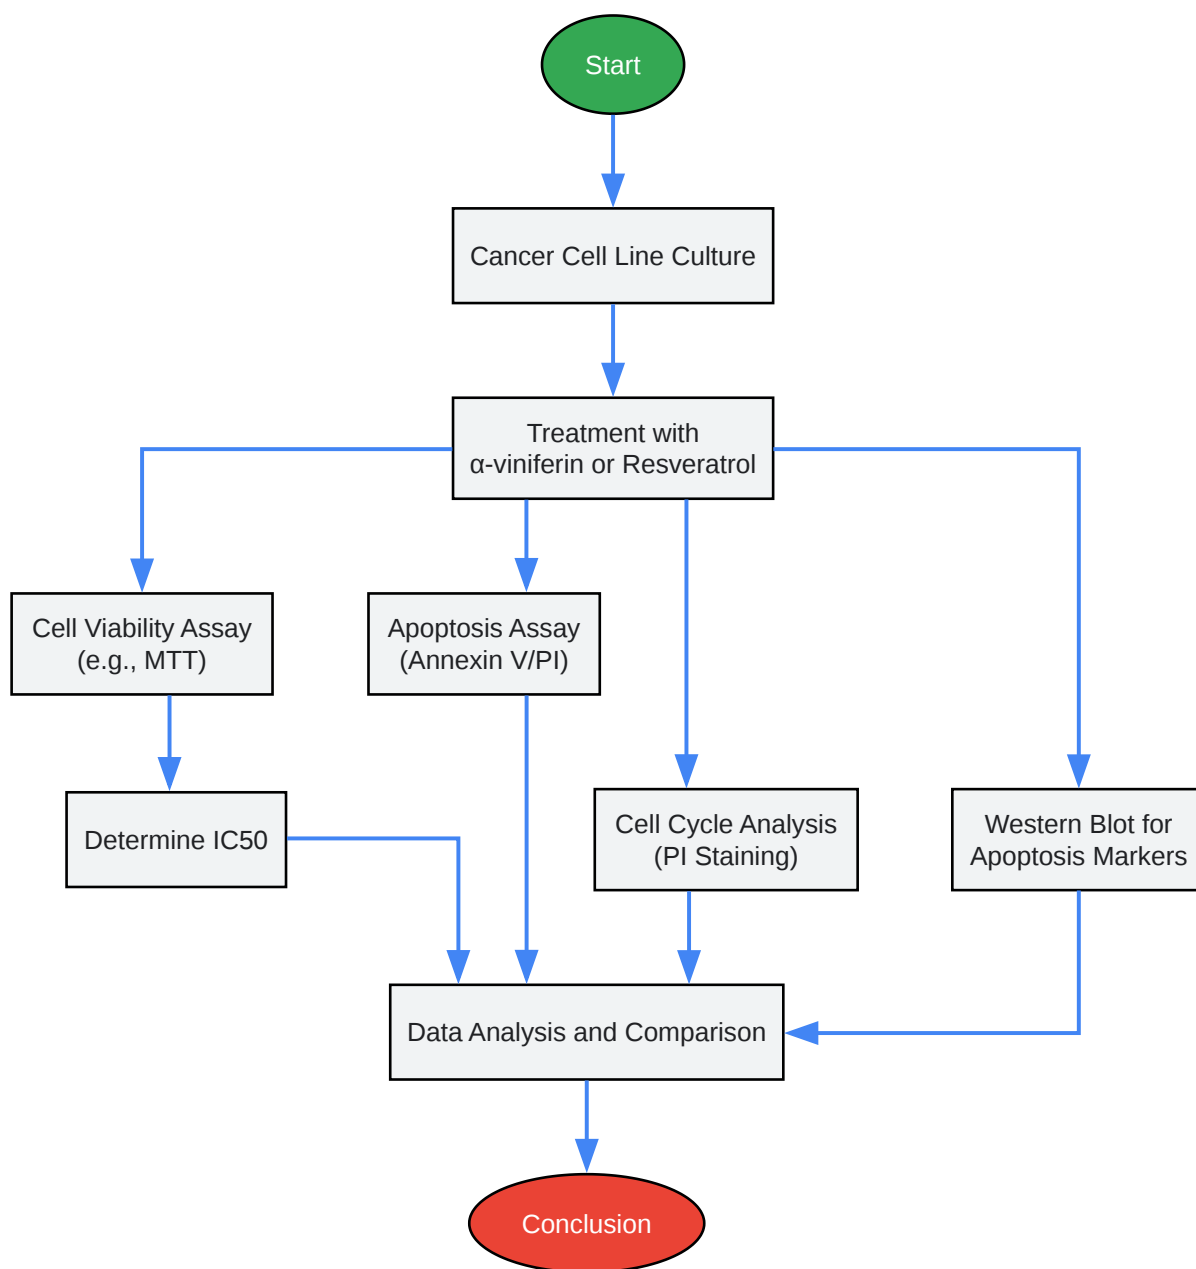 Start
Cancer Cell Line Culture
Treatment with
α-viniferin or Resveratrol
Cell Viability Assay
(e.g., MTT)
Apoptosis Assay
(Annexin V/PI)
Determine IC50
Cell Cycle Analysis
(PI Staining)
Western Blot for
Apoptosis Markers
Data Analysis and Comparison
Conclusion